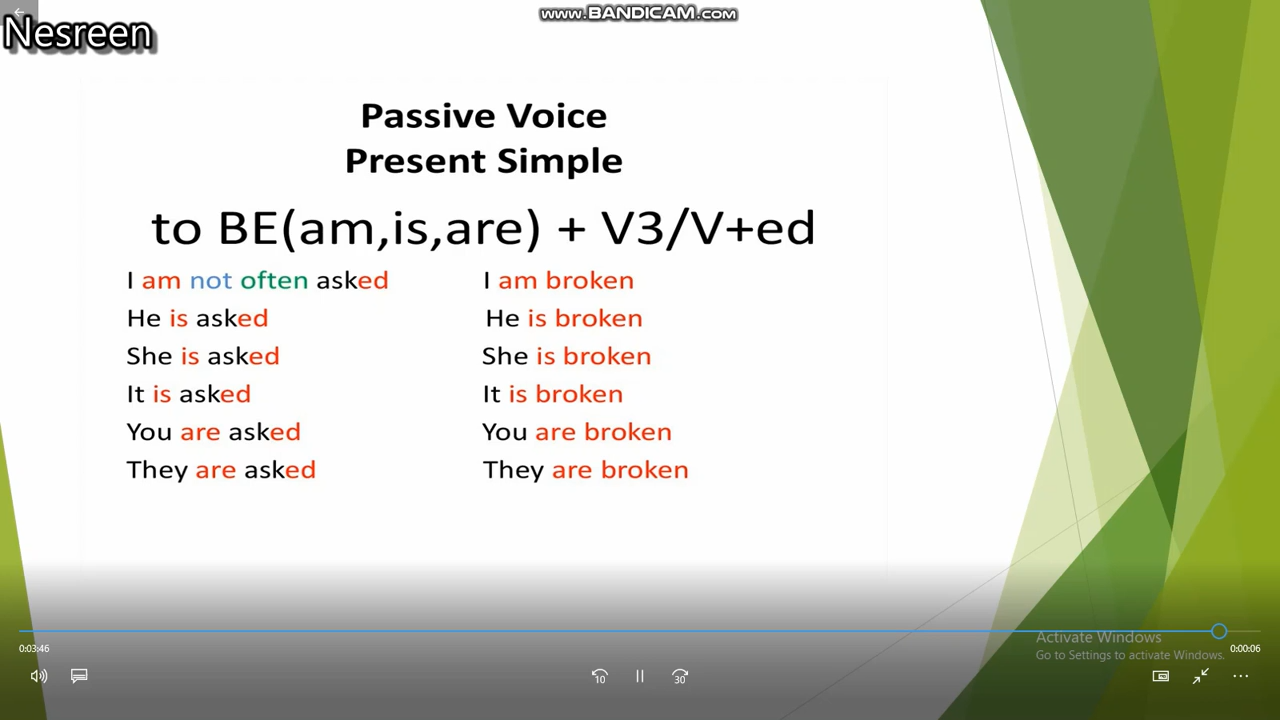 www.BANDICAM.com
Nesreen
Passive Voice
Present Simple
to BE(am,is,are) + V3/V+ed
I am not often asked
He is asked
She is asked
It is asked
You are asked
They are asked
I am broken
He is broken
She is broken
It is broken
You are broken
They are broken
Activate Windows
Go to Settings to activate Windows.
0:03:46
0:00:06
10
30